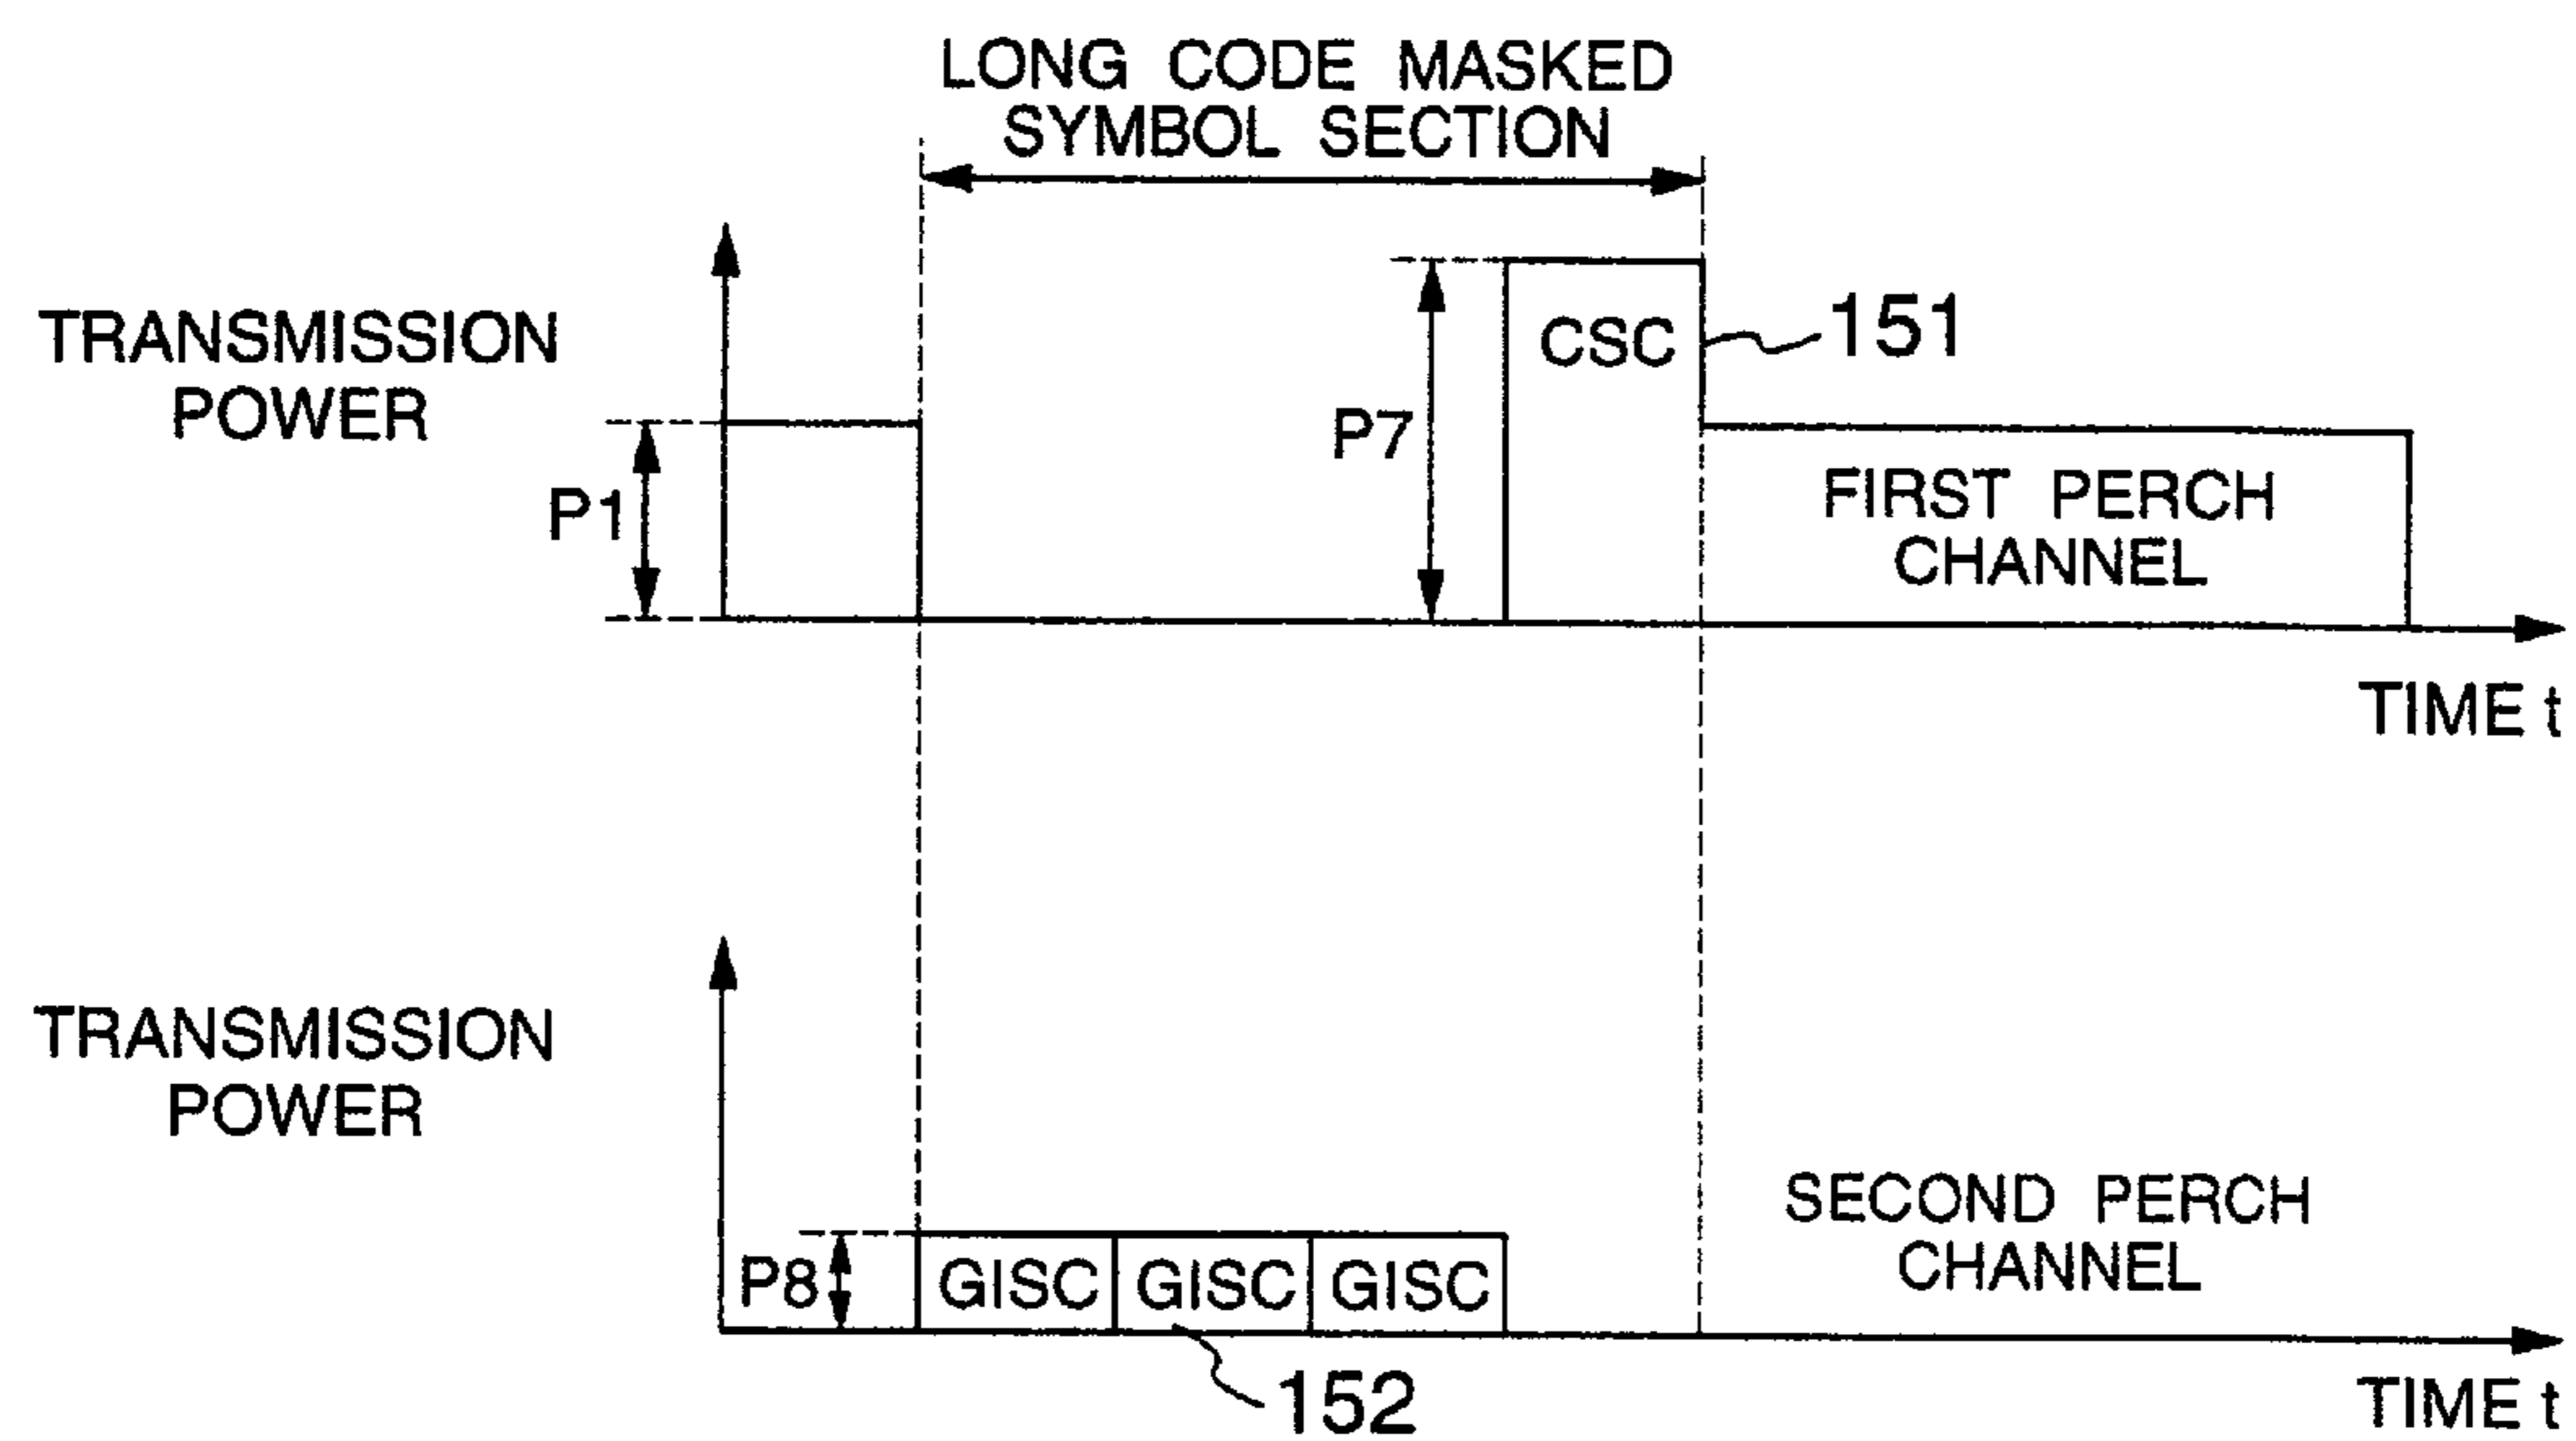 LONG CODE MASKED
SYMBOL SECTION
TRANSMISSION
POWER
P1
P7
CSC
151
FIRST PERCH
CHANNEL
TIME t
TRANSMISSION
POWER
P8
GISC GISC GISC
SECOND PERCH
CHANNEL
152
TIME t